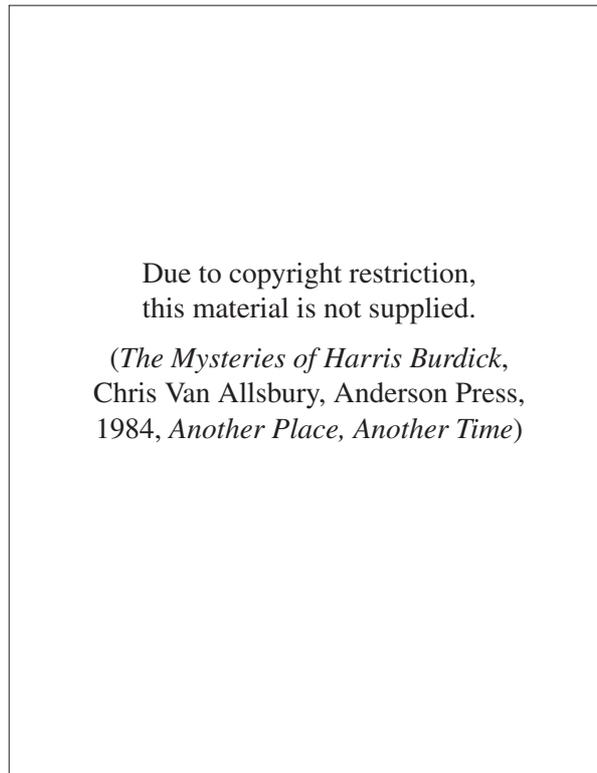 Due to copyright restriction,
this material is not supplied.
(The Mysteries of Harris Burdick,
Chris Van Allsbury, Anderson Press,
1984, Another Place, Another Time)